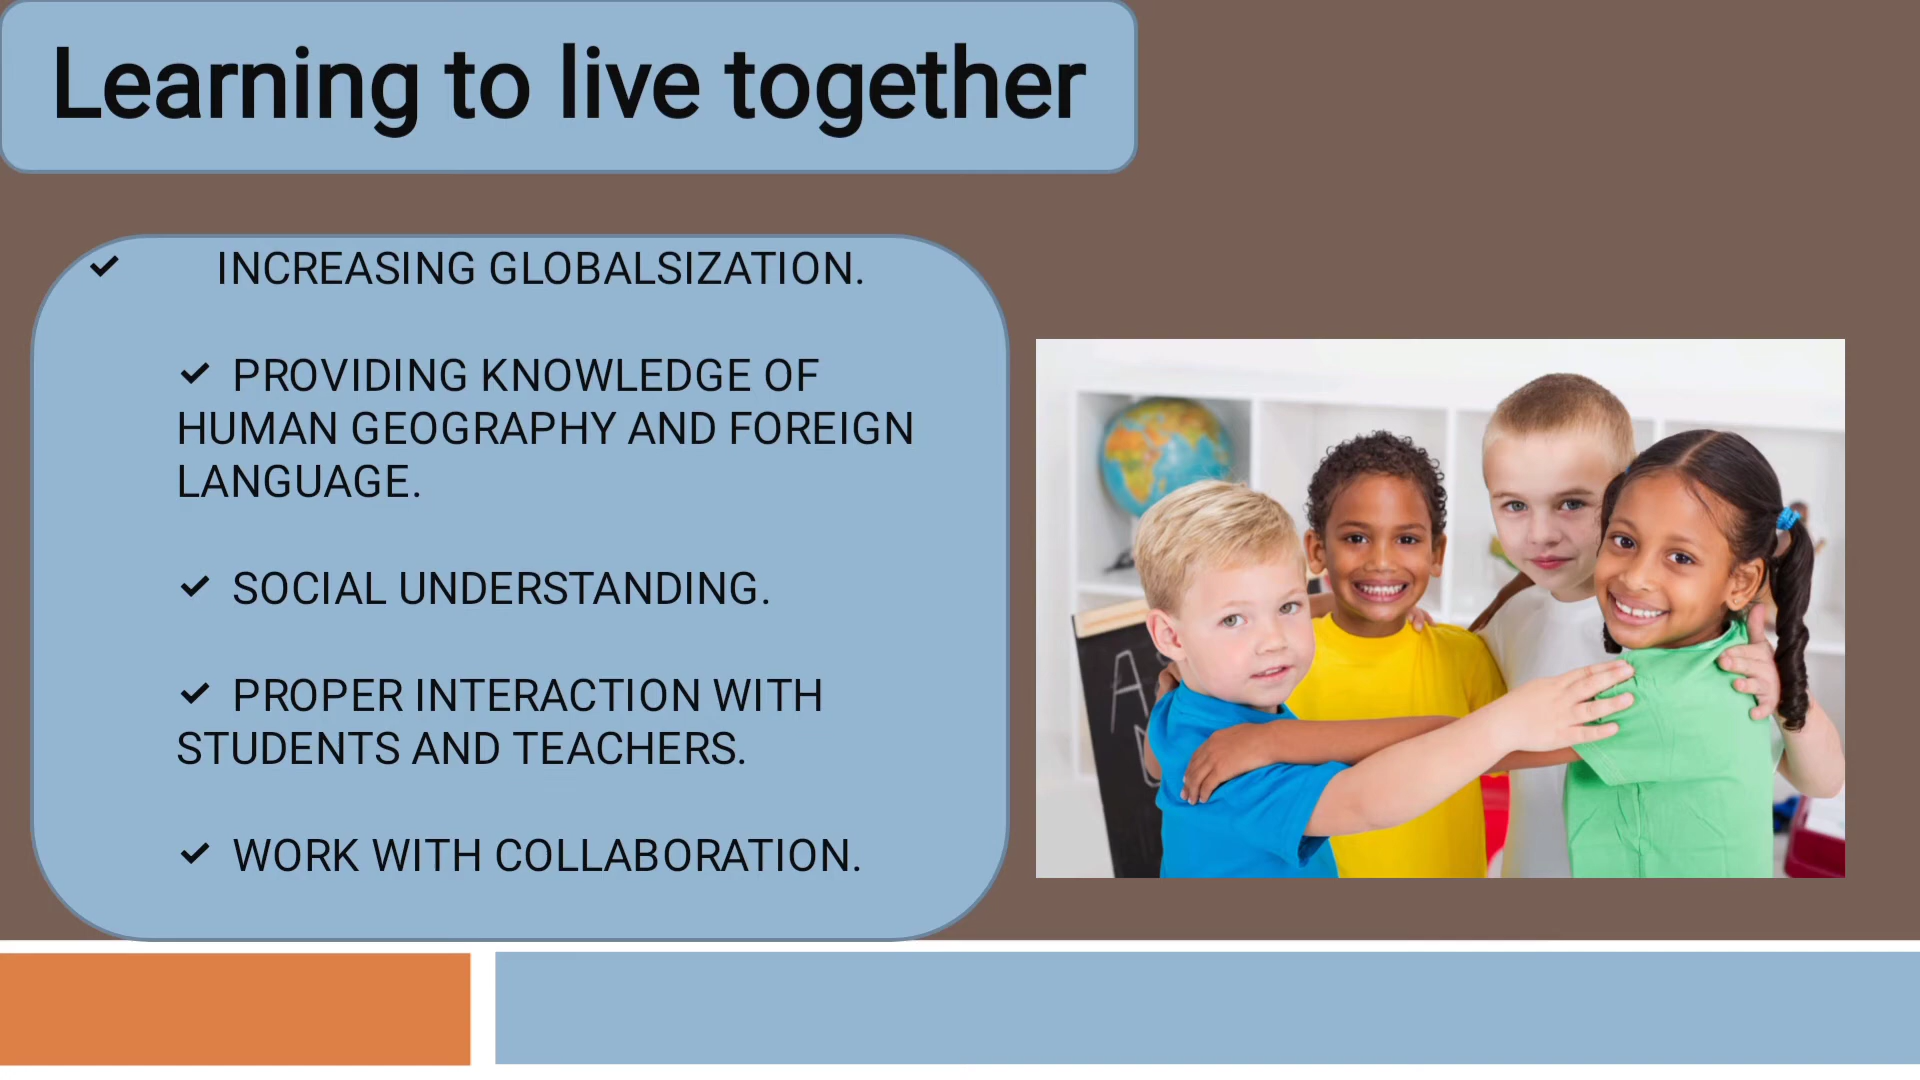 Learning to live together
✓ INCREASING GLOBALSIZATION.
✓ PROVIDING KNOWLEDGE OF
HUMAN GEOGRAPHY AND FOREIGN
LANGUAGE.
✓ SOCIAL UNDERSTANDING.
✓ PROPER INTERACTION WITH
STUDENTS AND TEACHERS.
✓ WORK WITH COLLABORATION.
A